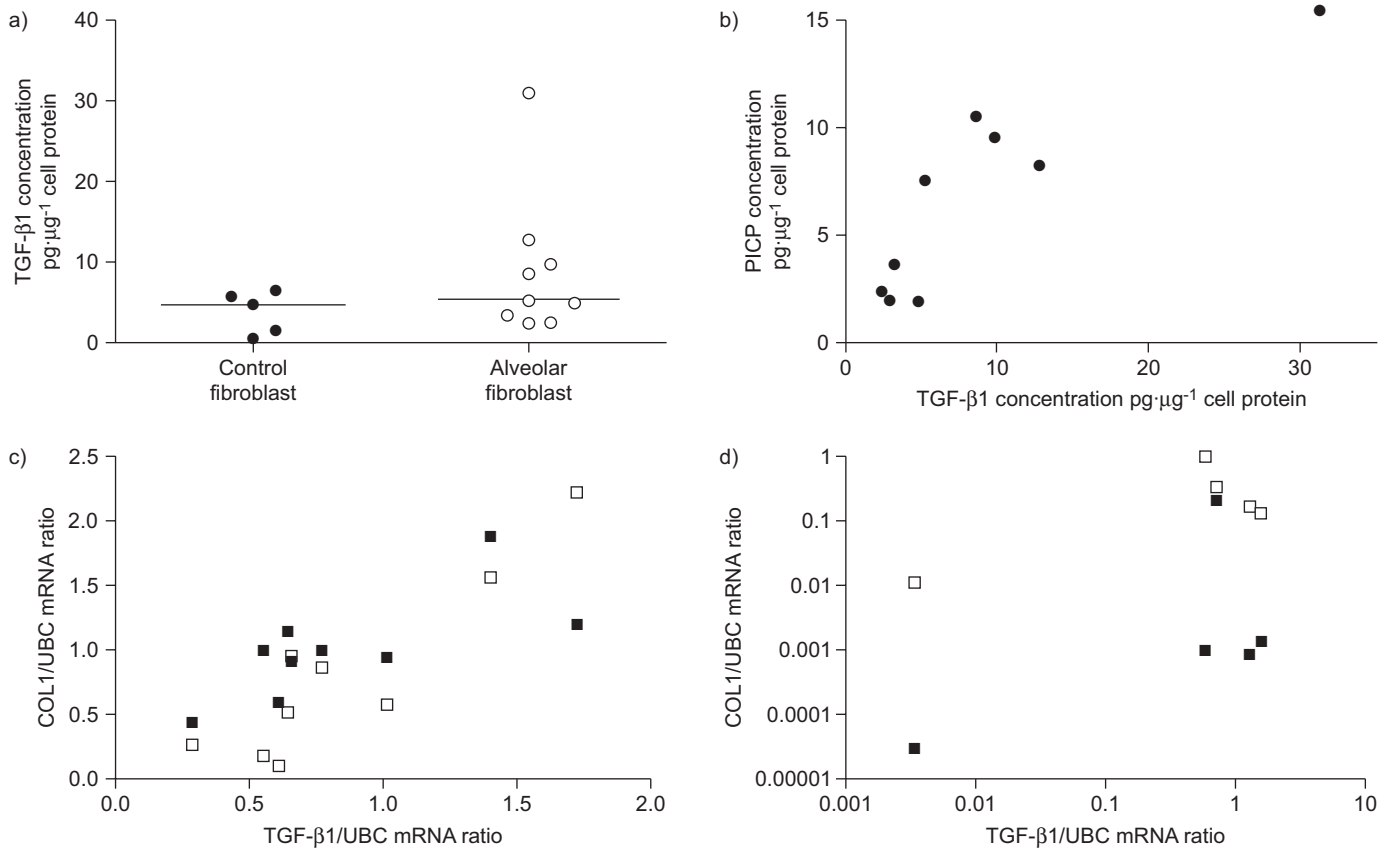 a)
40
30
20
10
0
TGF-β1 concentration
pg·µg⁻¹ cell protein
Control
fibroblast
Alveolar
fibroblast
b)
15
10
5
0
PICP concentration
pg·µg⁻¹ cell protein
0 10 20 30
TGF-β1 concentration pg·µg⁻¹ cell protein
c)
2.5
2.0
1.5
1.0
0.5
0.0
COL1/UBC mRNA ratio
0.0 0.5 1.0 1.5 2.0
TGF-β1/UBC mRNA ratio
d)
1
0.1
0.01
0.001
0.0001
0.00001
COL1/UBC mRNA ratio
0.001 0.01 0.1 1 10
TGF-β1/UBC mRNA ratio